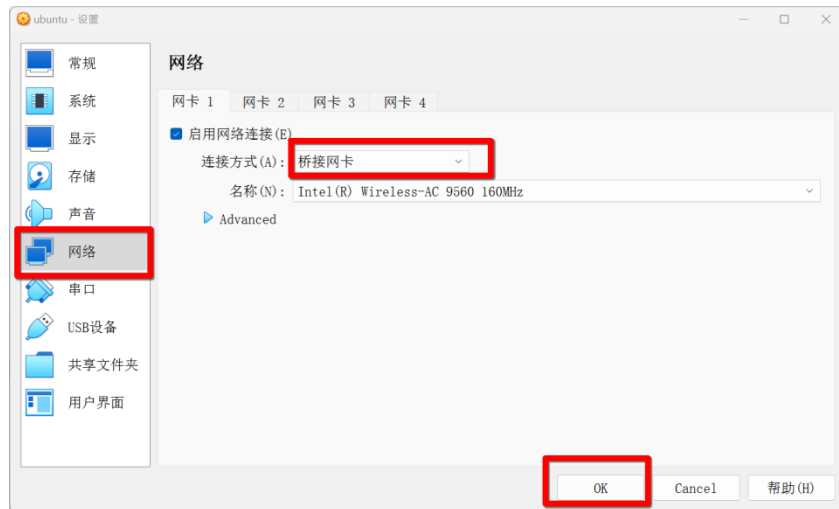 ubuntu - 设置
常规
系统
显示
存储
声音
网络
串口
USB设备
共享文件夹
用户界面
网络
网卡 1 网卡 2 网卡 3 网卡 4
启用网络连接(E)
连接方式(A): 桥接网卡
名称(N): Intel(R) Wireless-AC 9560 160MHz
Advanced
OK Cancel 帮助(H)